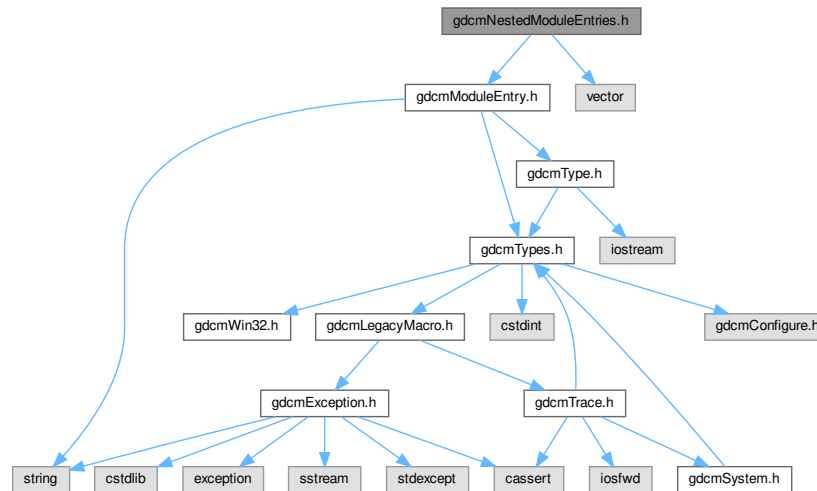 gdcmNestedModuleEntries.h
gdcmModuleEntry.h
vector
gdcmType.h
gdcmTypes.h
iostream
gdcmWin32.h
gdcmLegacyMacro.h
cstdint
gdcmConfigure.h
gdcmException.h
gdcmTrace.h
string
cstdlib
exception
sstream
stdexcept
cassert
iosfwd
gdcmSystem.h